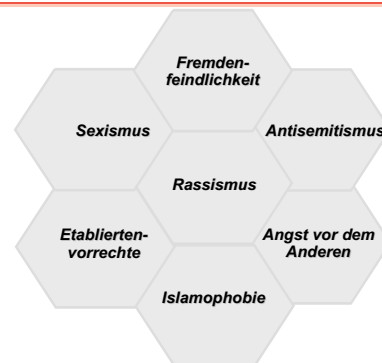 Fremden-
feindlichkeit
Sexismus
Antisemitismus
Rassismus
Etablierten-
vorrechte
Angst vor dem
Anderen
Islamophobie